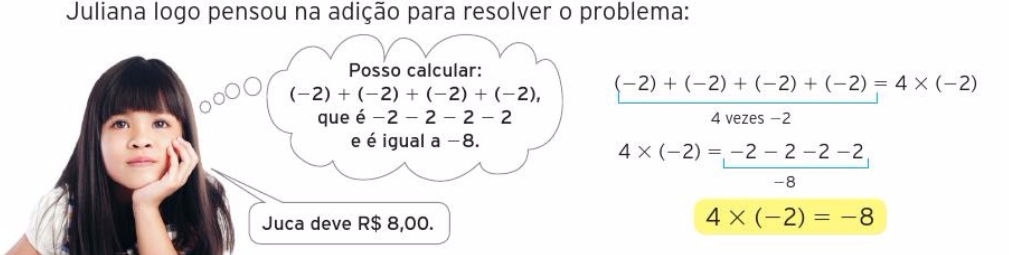 Juliana logo pensou na adição para resolver o problema:
Posso calcular:
(−2) + (−2) + (−2) + (−2),
que é −2 − 2 − 2 − 2
e é igual a −8.
Juca deve R$ 8,00.
(−2) + (−2) + (−2) + (−2) = 4 × (−2)
4 vezes −2
4 × (−2) = −2 − 2 −2 −2
−8
4 × (−2) = −8